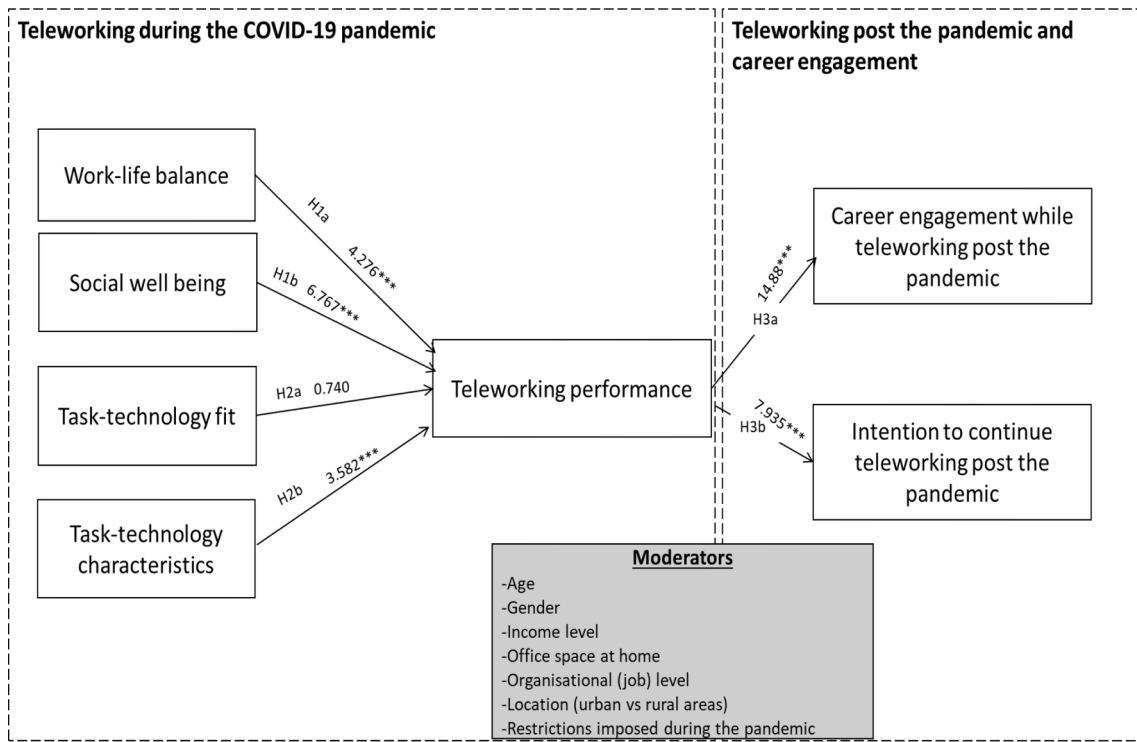 Teleworking during the COVID-19 pandemic
Teleworking post the pandemic and
career engagement
Work-life balance
H1a 4.276***
Social well being
H1b 6.767***
Task-technology fit
H2a 0.740
Task-technology
characteristics
H2b 3.582***
Teleworking performance
14.88***
H3a
Career engagement while
teleworking post the
pandemic
7.935***
H3b
Intention to continue
teleworking post the
pandemic
Moderators
-Age
-Gender
-Income level
-Office space at home
-Organisational (job) level
-Location (urban vs rural areas)
-Restrictions imposed during the pandemic